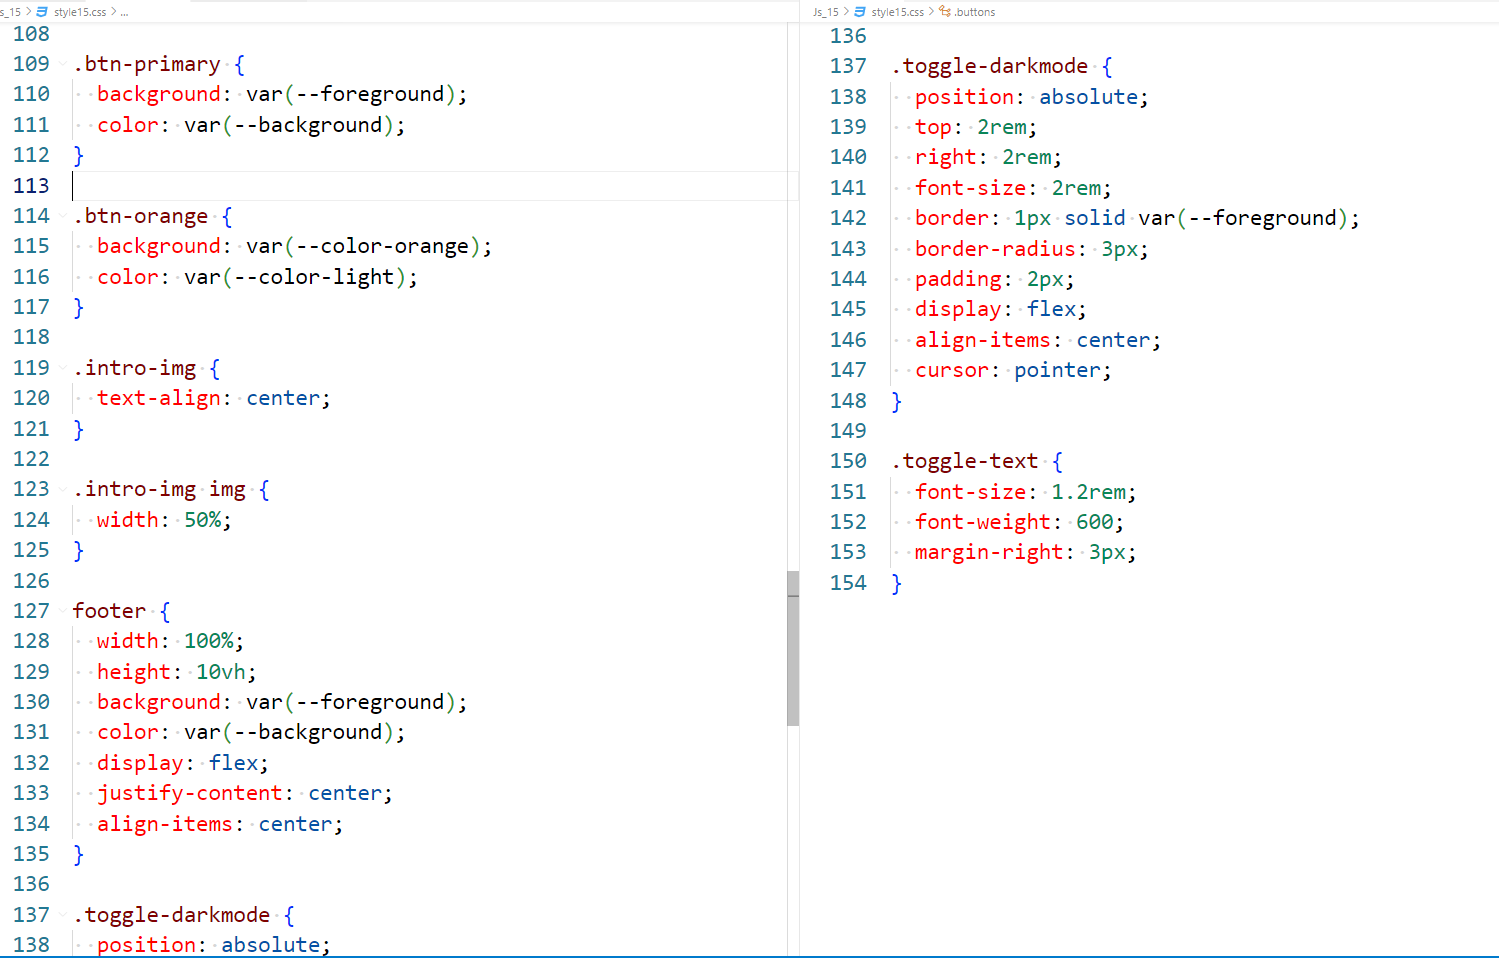 s_15 > style15.css > ...
108
109 .btn-primary {
110   background: var(--foreground);
111   color: var(--background);
112 }
113
114 .btn-orange {
115   background: var(--color-orange);
116   color: var(--color-light);
117 }
118
119 .intro-img {
120   text-align: center;
121 }
122
123 .intro-img img {
124   width: 50%;
125 }
126
127 footer {
128   width: 100%;
129   height: 10vh;
130   background: var(--foreground);
131   color: var(--background);
132   display: flex;
133   justify-content: center;
134   align-items: center;
135 }
136
137 .toggle-darkmode {
138   position: absolute;
Js_15 > style15.css > .buttons
136
137 .toggle-darkmode {
138   position: absolute;
139   top: 2rem;
140   right: 2rem;
141   font-size: 2rem;
142   border: 1px solid var(--foreground);
143   border-radius: 3px;
144   padding: 2px;
145   display: flex;
146   align-items: center;
147   cursor: pointer;
148 }
149
150 .toggle-text {
151   font-size: 1.2rem;
152   font-weight: 600;
153   margin-right: 3px;
154 }